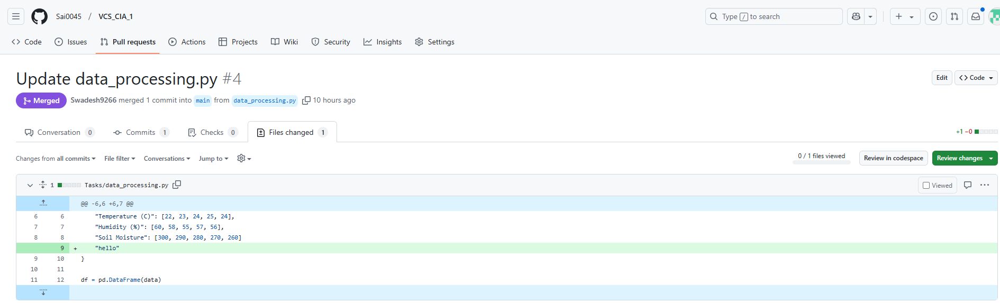 Sai0045 / VCS_CIA_1 Type / to search
Code Issues Pull requests Actions Projects Wiki Security Insights Settings
Update data_processing.py #4 Edit Code
Merged Swadesh9266 merged 1 commit into main from data_processing.py 10 hours ago
Conversation 0 Commits 1 Checks 0 Files changed 1 +1 −0
Changes from all commits File filter Conversations Jump to 0 / 1 files viewed Review in codespace Review changes
1 Tasks/data_processing.py Viewed
@@ -6,6 +6,7 @@
6 6 "Temperature (C)": [22, 23, 24, 25, 24],
7 7 "Humidity (%)": [60, 58, 55, 57, 56],
8 8 "Soil Moisture": [300, 290, 280, 270, 260]
9 + "hello"
9 10 }
10 11
11 12 df = pd.DataFrame(data)